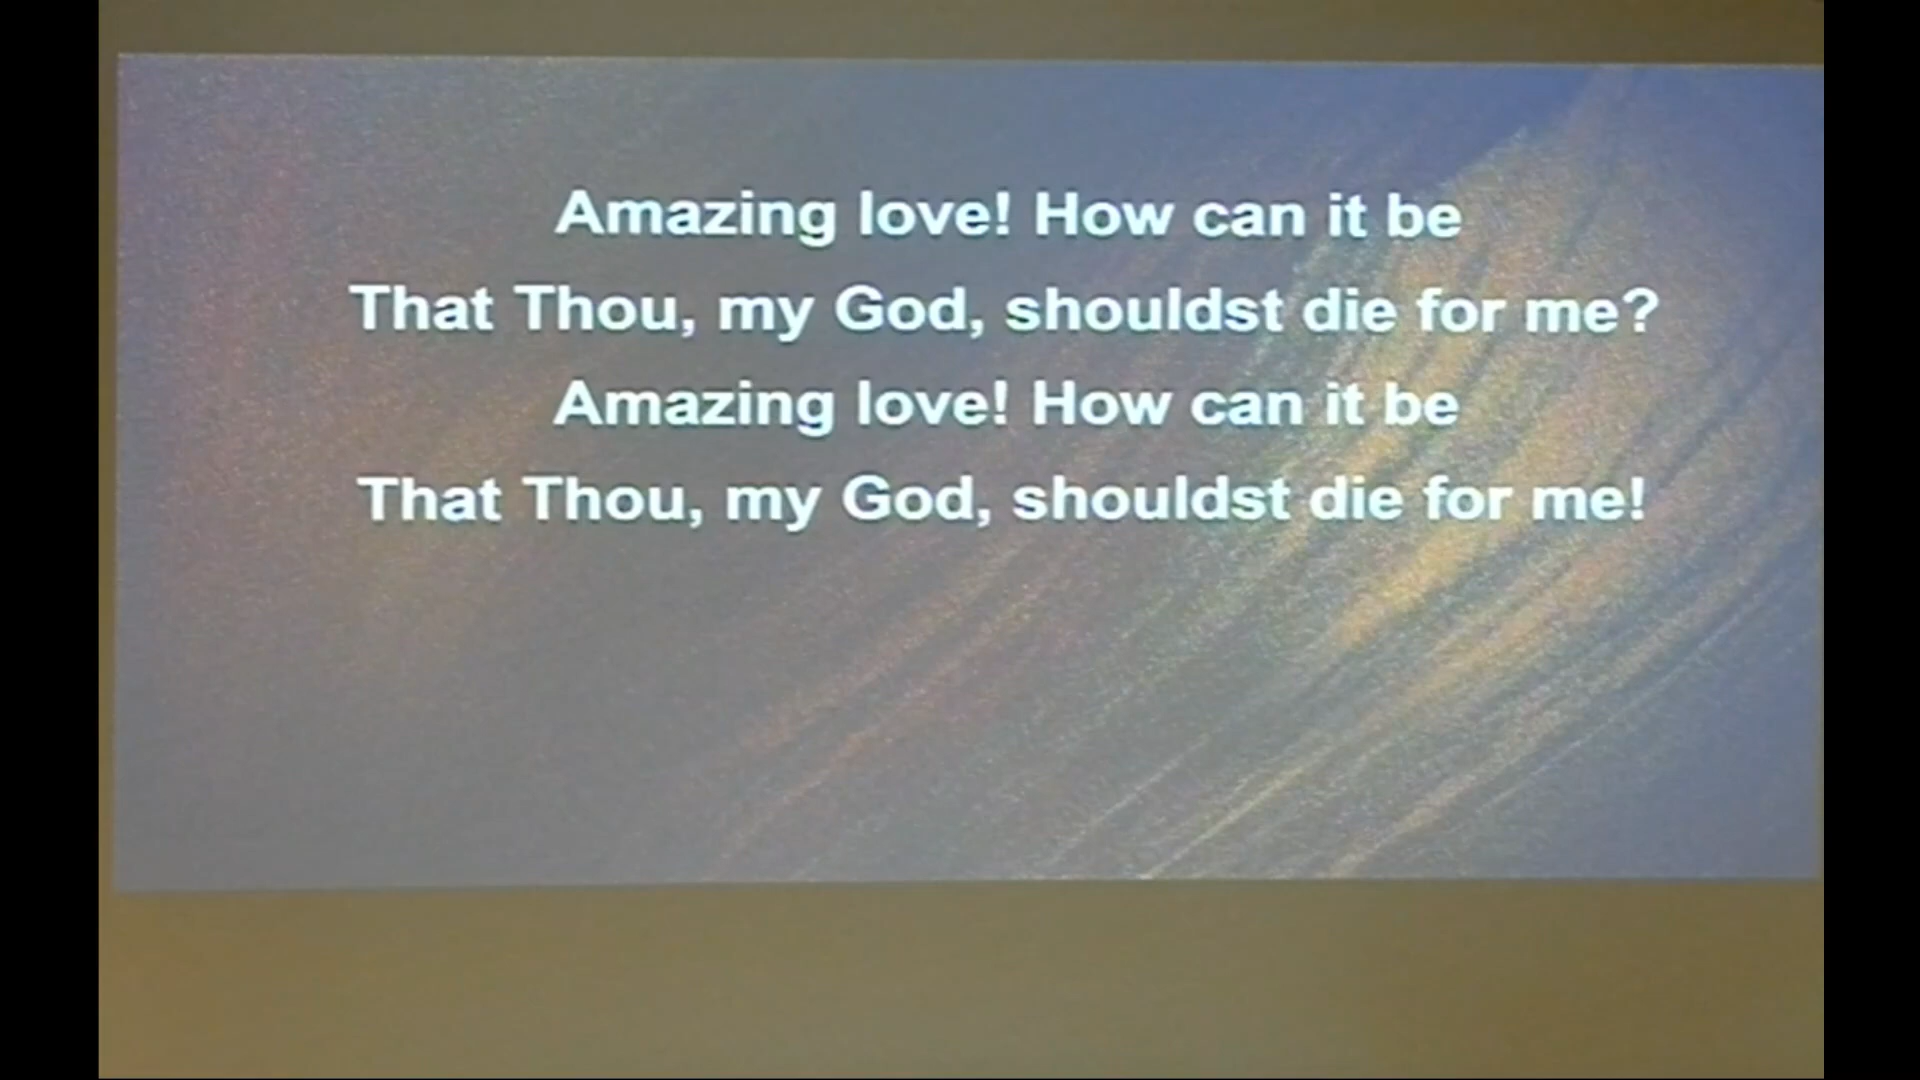 Amazing love! How can it be
That Thou, my God, shouldst die for me?
Amazing love! How can it be
That Thou, my God, shouldst die for me!